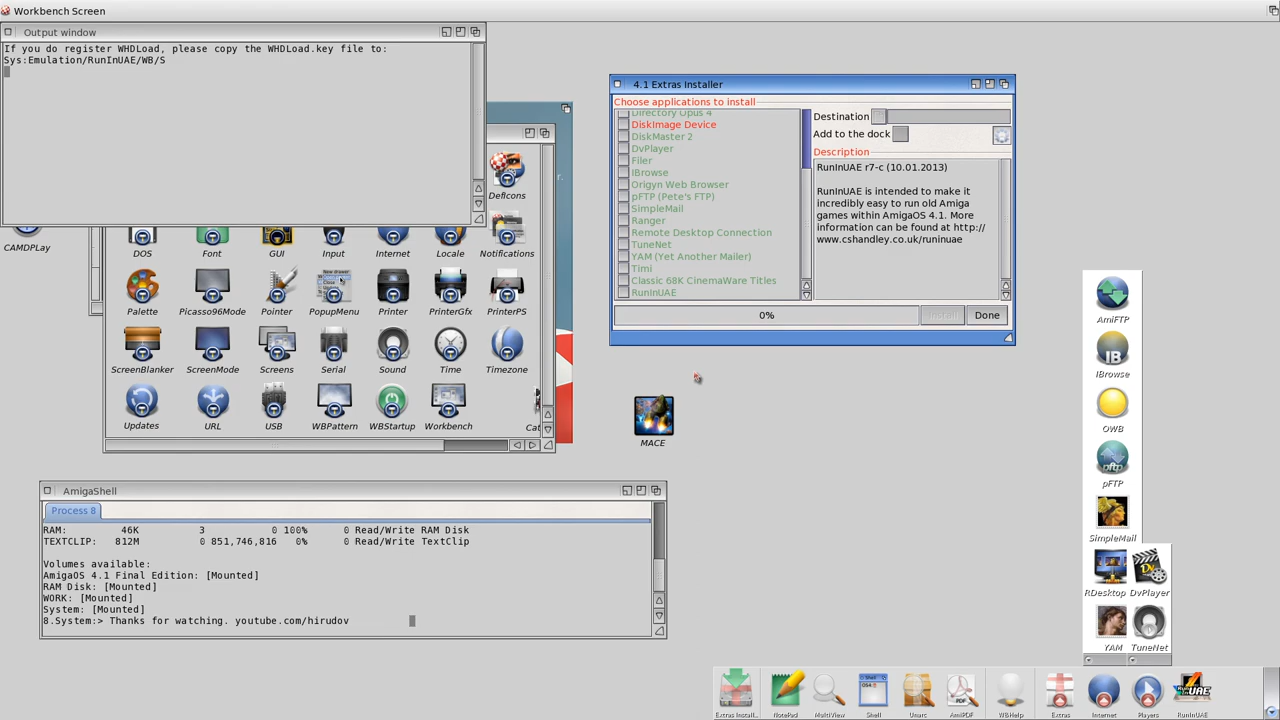 Workbench Screen
Output window
If you do register WHDLoad, please copy the WHDLoad.key file to:
Sys:Emulation/RunInUAE/WB/S
CAMDPLay
DefIcons
DOS
Font
GUI
Input
Internet
Locale
Notifications
Palette
Picasso96Mode
Pointer
PopupMenu
Printer
PrinterGfx
PrinterPS
ScreenBlanker
ScreenMode
Screens
Serial
Sound
Time
Timezone
Updates
URL
USB
WBPattern
WBStartup
Workbench
Cat
4.1 Extras Installer
Choose applications to install
Directory Opus 4
DiskImage Device
DiskMaster 2
DvPlayer
Filer
IBrowse
Origyn Web Browser
pFTP (Pete's FTP)
SimpleMail
Ranger
Remote Desktop Connection
TuneNet
YAM (Yet Another Mailer)
Timi
Classic 68K CinemaWare Titles
RunInUAE
Destination
Add to the dock
Description
RunInUAE r7-c (10.01.2013)
RunInUAE is intended to make it
incredibly easy to run old Amiga
games within AmigaOS 4.1. More
information can be found at http://
www.cshandley.co.uk/runinuae
0%
Install
Done
MACE
AmigaShell
Process 8
RAM: 46K 3 0 100% 0 Read/Write RAM Disk
TEXTCLIP: 812M 0 851,746,816 0% 0 Read/Write TextClip
Volumes available:
AmigaOS 4.1 Final Edition: [Mounted]
RAM Disk: [Mounted]
WORK: [Mounted]
System: [Mounted]
8.System:> Thanks for watching. youtube.com/hirudov
AmiFTP
IB
IBrowse
OWB
pftp
pFTP
SimpleMail
RDesktop
DvPlayer
YAM
TuneNet
Extras Install...
NotePad
MultiView
Shell
Unarc
AmiPDF
WBHelp
Extras
Internet
Players
RunInUAE